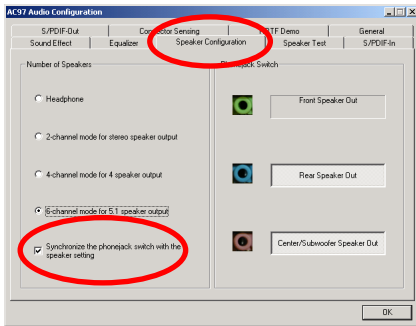 AC97 Audio Configuration
S/PDIF-Out
Connector Sensing
HRTF Demo
General
Sound Effect
Equalizer
Speaker Configuration
Speaker Test
S/PDIF-In
Number of Speakers
Headphone
2-channel mode for stereo speaker output
4-channel mode for 4 speaker output
6-channel mode for 5.1 speaker output
Synchronize the phonejack switch with the
speaker setting
Phonejack Switch
Front Speaker Out
Rear Speaker Out
Center/Subwoofer Speaker Out
OK